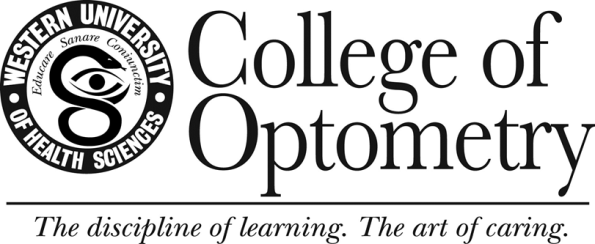 WESTERN UNIVERSITY
OF HEALTH SCIENCES
Educare Sanare Coniunctim
College of
Optometry
The discipline of learning. The art of caring.